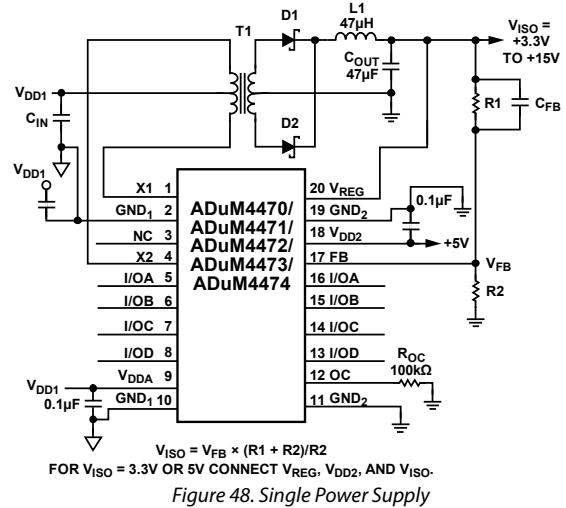 T1
D1
L1
47µH
V_ISO =
+3.3V
TO +15V
C_OUT
47µF
R1
C_FB
V_DD1
C_IN
D2
V_DD1
X1 1
GND₁ 2
NC 3
X2 4
I/OA 5
I/OB 6
I/OC 7
I/OD 8
V_DDA 9
GND₁ 10
V_DD1
0.1µF
ADuM4470/
ADuM4471/
ADuM4472/
ADuM4473/
ADuM4474
20 V_REG
19 GND₂
18 V_DD2
17 FB
16 I/OA
15 I/OB
14 I/OC
13 I/OD
12 OC
11 GND₂
0.1µF
+5V
V_FB
R2
R_OC
100kΩ
V_ISO = V_FB × (R1 + R2)/R2
FOR V_ISO = 3.3V OR 5V CONNECT V_REG, V_DD2, AND V_ISO.
Figure 48. Single Power Supply